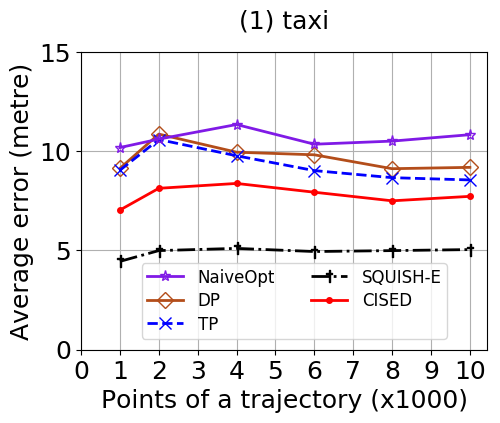 (1) taxi
Average error (metre)
15
10
5
0
NaiveOpt
DP
TP
SQUISH-E
CISED
0 1 2 3 4 5 6 7 8 9 10
Points of a trajectory (x1000)